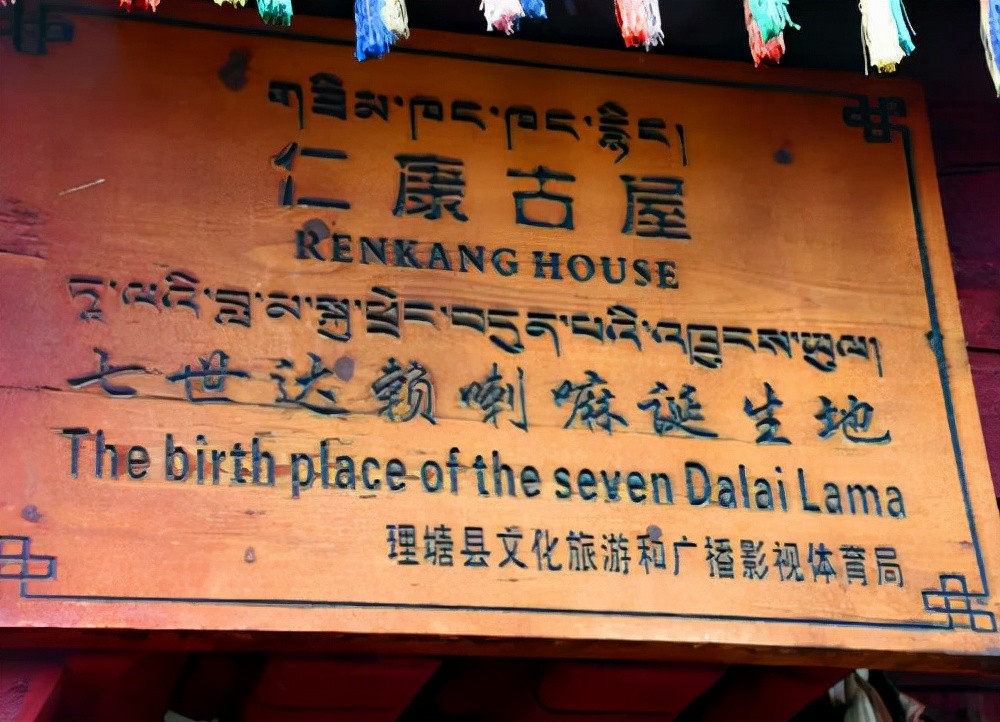 གཟིམ་ཁང་ཁང་རྙིང་།
仁康古屋
RENKANG HOUSE
ཏཱ་ལའི་བླ་མ་སྐུ་ཕྲེང་བདུན་པའི་འཁྲུངས་ཡུལ།
七世达赖喇嘛诞生地
The birth place of the seven Dalai Lama
理塘县文化旅游和广播影视体育局